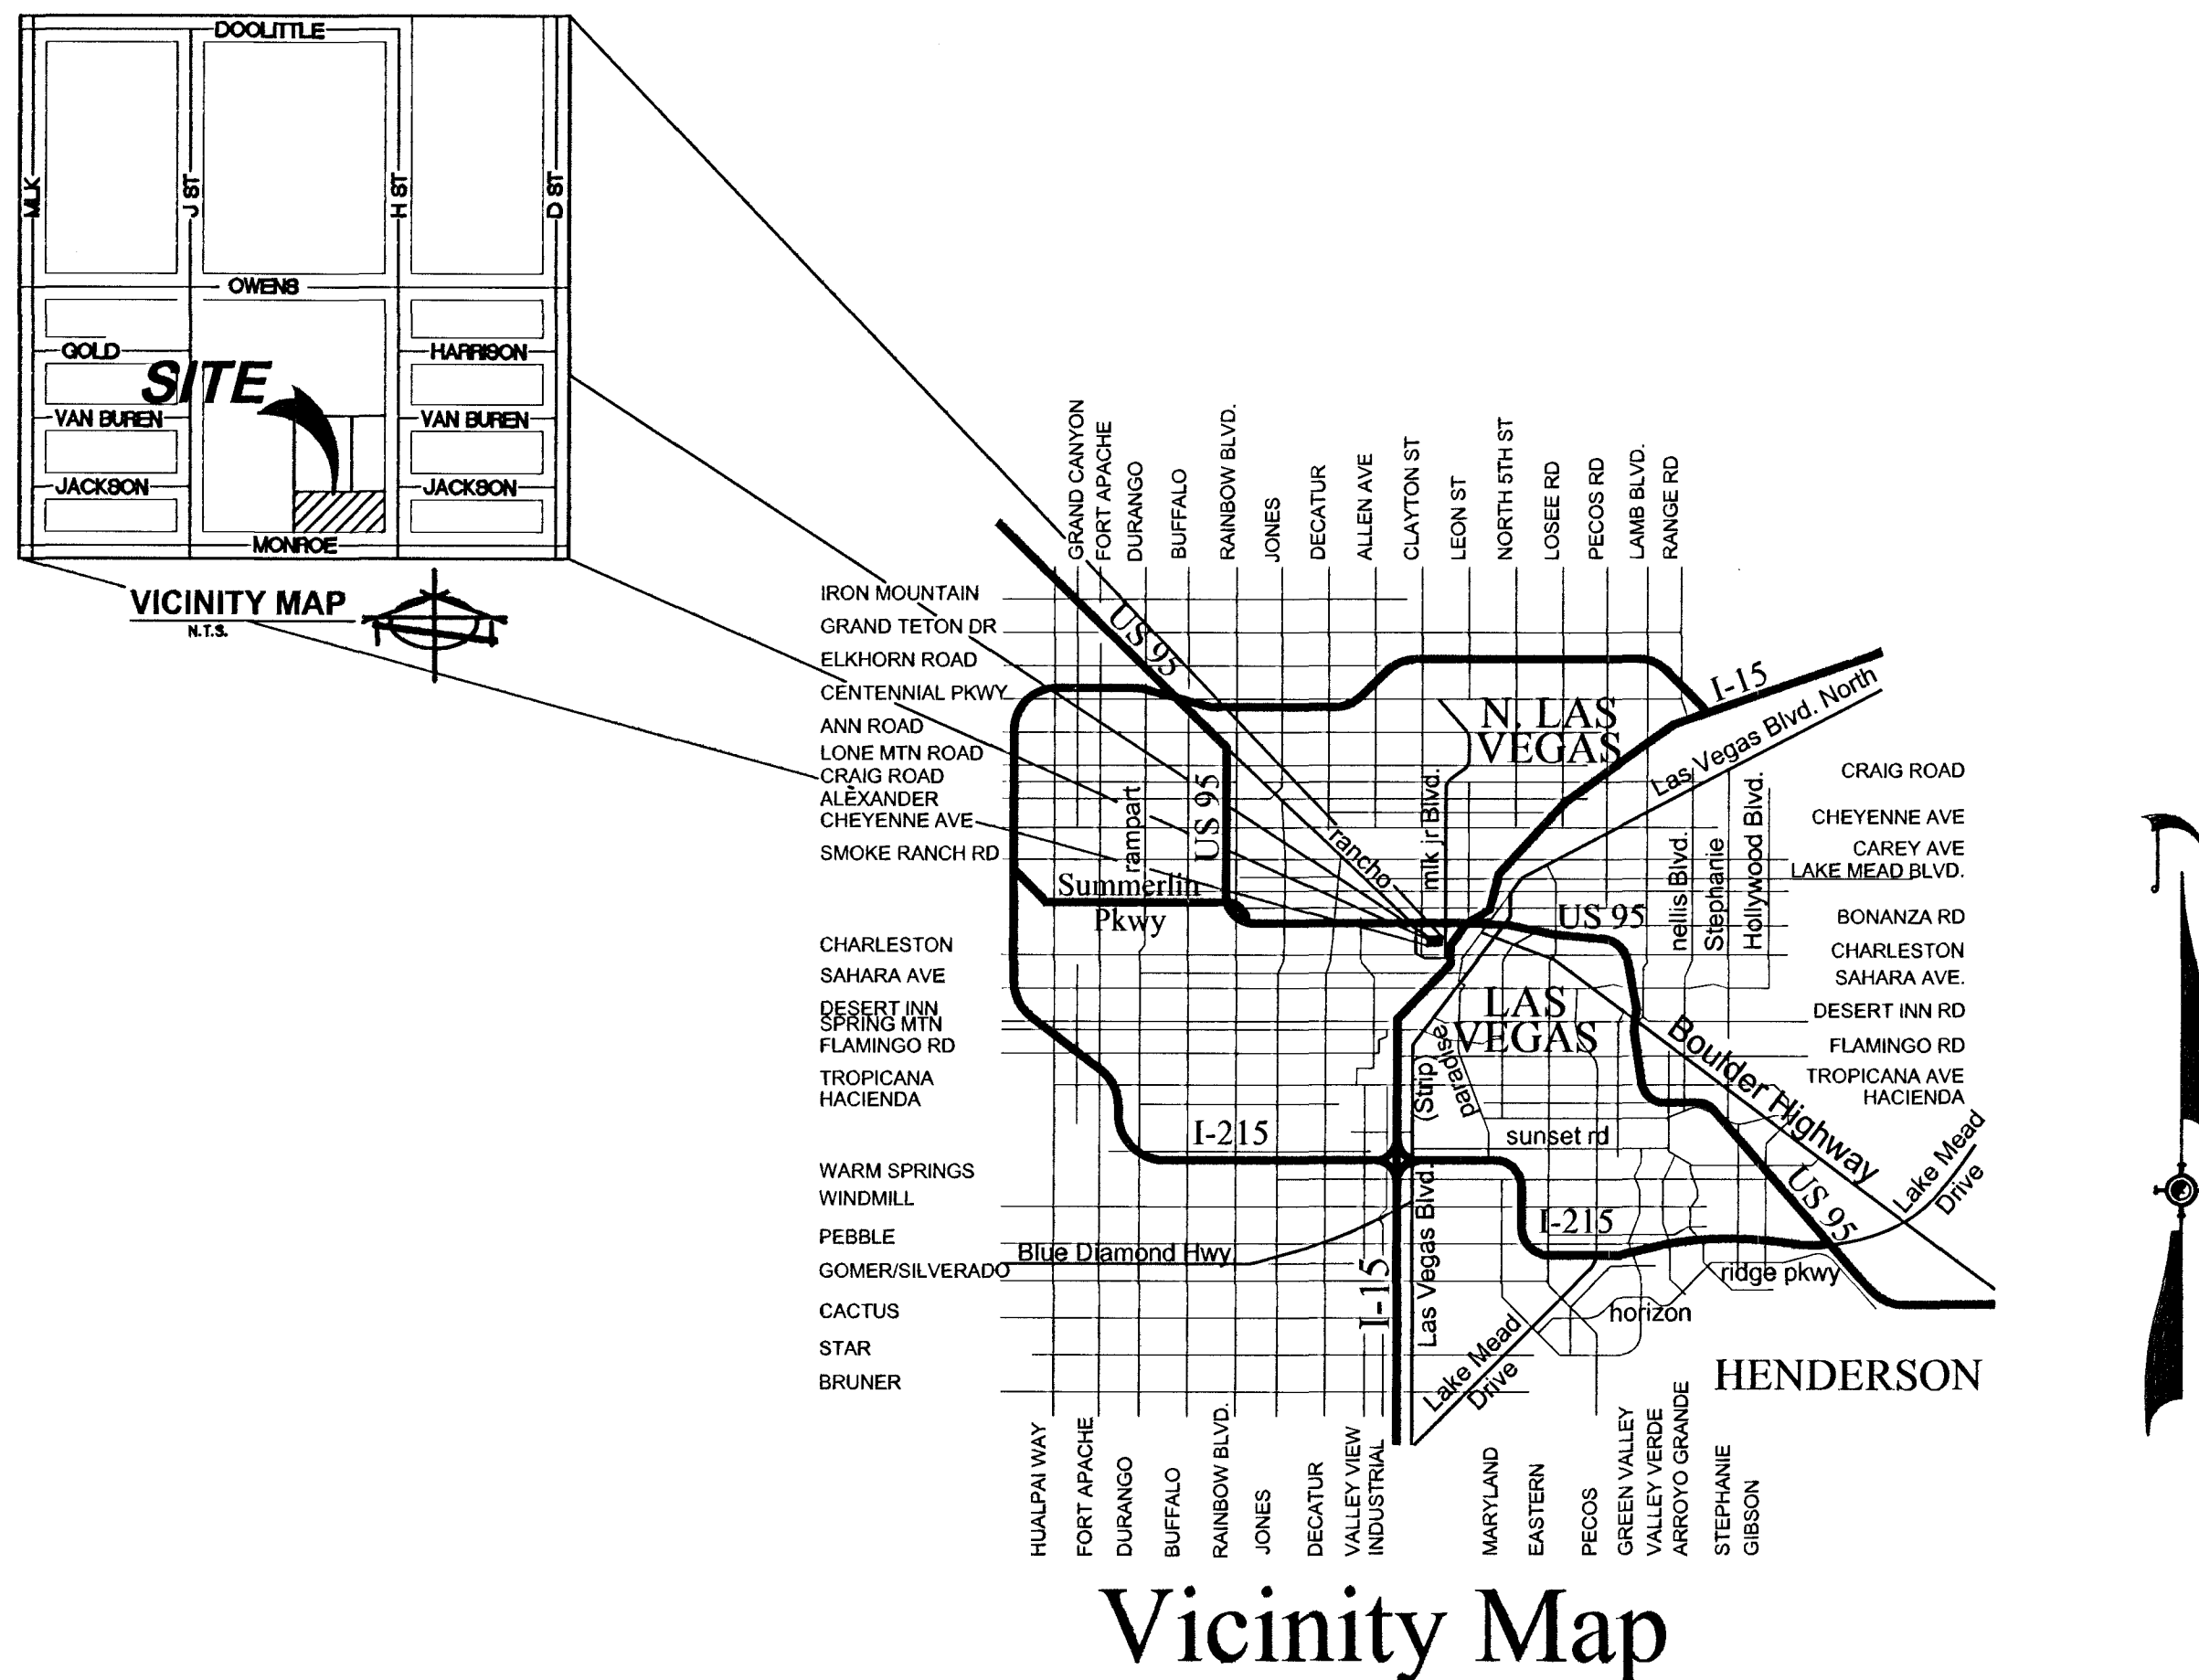 DOOLITTLE
MLK
J ST
H ST
D ST
OWENS
GOLD
HARRISON
SITE
VAN BUREN
VAN BUREN
JACKSON
JACKSON
MONROE
VICINITY MAP
N.T.S.
GRAND CANYON
FORT APACHE
DURANGO
BUFFALO
RAINBOW BLVD.
JONES
DECATUR
ALLEN AVE
CLAYTON ST
LEON ST
NORTH 5TH ST
LOSEE RD
PECOS RD
LAMB BLVD.
RANGE RD
IRON MOUNTAIN
GRAND TETON DR
ELKHORN ROAD
CENTENNIAL PKWY
ANN ROAD
LONE MTN ROAD
CRAIG ROAD
ALEXANDER
CHEYENNE AVE
SMOKE RANCH RD
CHARLESTON
SAHARA AVE
DESERT INN
SPRING MTN
FLAMINGO RD
TROPICANA
HACIENDA
WARM SPRINGS
WINDMILL
PEBBLE
GOMER/SILVERADO
CACTUS
STAR
BRUNER
US 95
I-15
N. LAS
VEGAS
Las Vegas Blvd. North
US 95
rampart
rancho
mlk jr Blvd.
Summerlin
Pkwy
US 95
nellis Blvd.
Stephanie
Hollywood Blvd.
LAS
VEGAS
paradise
(Strip)
Boulder Highway
I-215
sunset rd
Lake Mead
Drive
US 95
I-215
Blue Diamond Hwy
I-15
Las Vegas Blvd.
ridge pkwy
horizon
Lake Mead
Drive
HENDERSON
CRAIG ROAD
CHEYENNE AVE
CAREY AVE
LAKE MEAD BLVD.
BONANZA RD
CHARLESTON
SAHARA AVE.
DESERT INN RD
FLAMINGO RD
TROPICANA AVE
HACIENDA
HUALPAI WAY
FORT APACHE
DURANGO
BUFFALO
RAINBOW BLVD.
JONES
DECATUR
VALLEY VIEW
INDUSTRIAL
MARYLAND
EASTERN
PECOS
GREEN VALLEY
VALLEY VERDE
ARROYO GRANDE
STEPHANIE
GIBSON
Vicinity Map